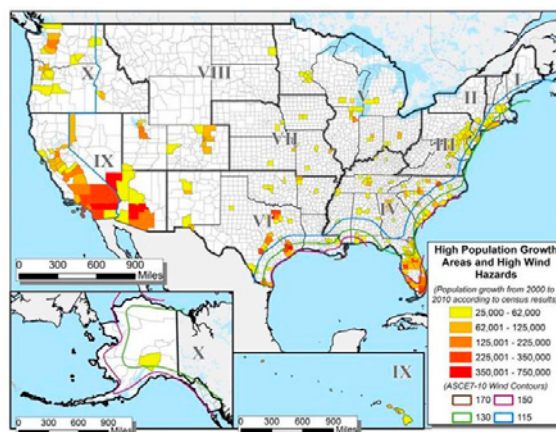 I
II
X
VIII
V
III
IX
VII
IV
VI
0 300 600 900
Miles
High Population Growth
Areas and High Wind
Hazards
(Population growth from 2000 to
2010 according to census results)
25,000 - 62,000
62,001 - 125,000
125,001 - 225,000
225,001 - 350,000
350,001 - 750,000
(ASCE7-10 Wind Contours)
170 150
130 115
X
0 300 600 900
Miles
IX
0 300 600 900
Miles